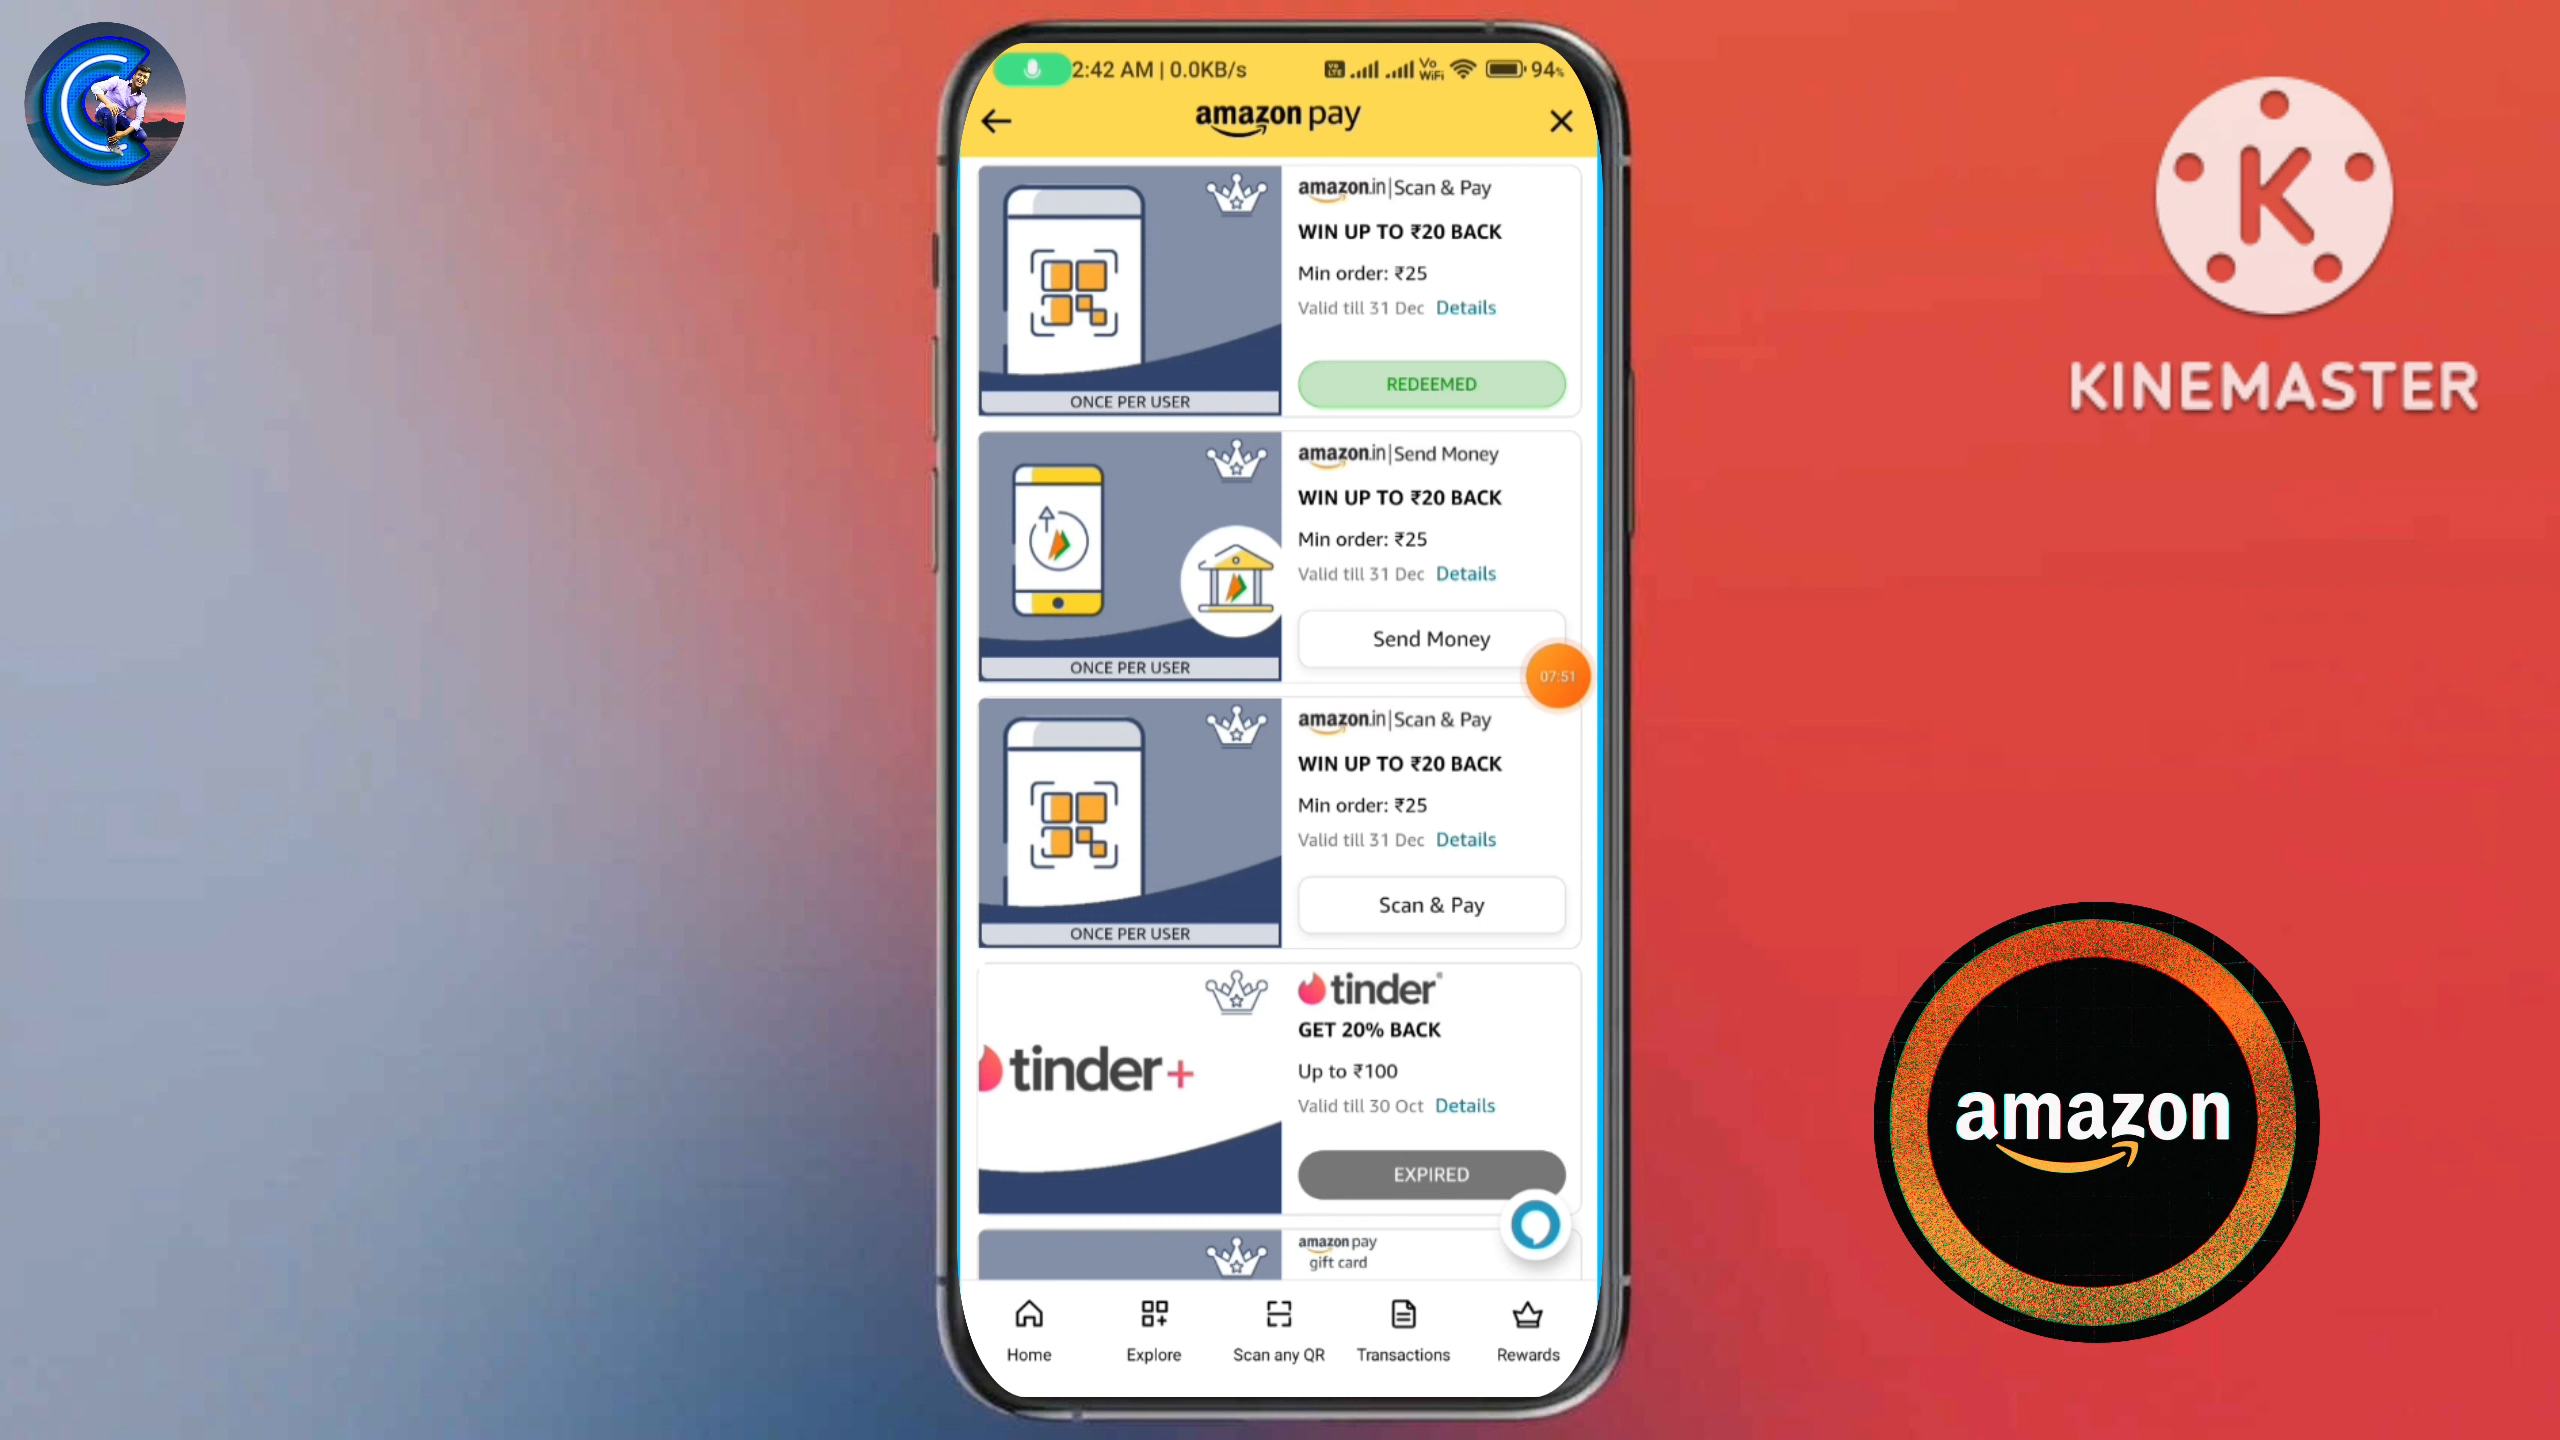 2:42 AM | 0.0KB/s
Vo
LTE
Vo
WiFi
94%
amazon pay
amazon.in | Scan & Pay
WIN UP TO ₹20 BACK
Min order: ₹25
Valid till 31 Dec Details
REDEEMED
ONCE PER USER
amazon.in | Send Money
WIN UP TO ₹20 BACK
Min order: ₹25
Valid till 31 Dec Details
Send Money
ONCE PER USER
07:51
amazon.in | Scan & Pay
WIN UP TO ₹20 BACK
Min order: ₹25
Valid till 31 Dec Details
Scan & Pay
ONCE PER USER
tinder+
tinder
GET 20% BACK
Up to ₹100
Valid till 30 Oct Details
EXPIRED
amazon pay
gift card
Home
Explore
Scan any QR
Transactions
Rewards
K
KINEMASTER
amazon